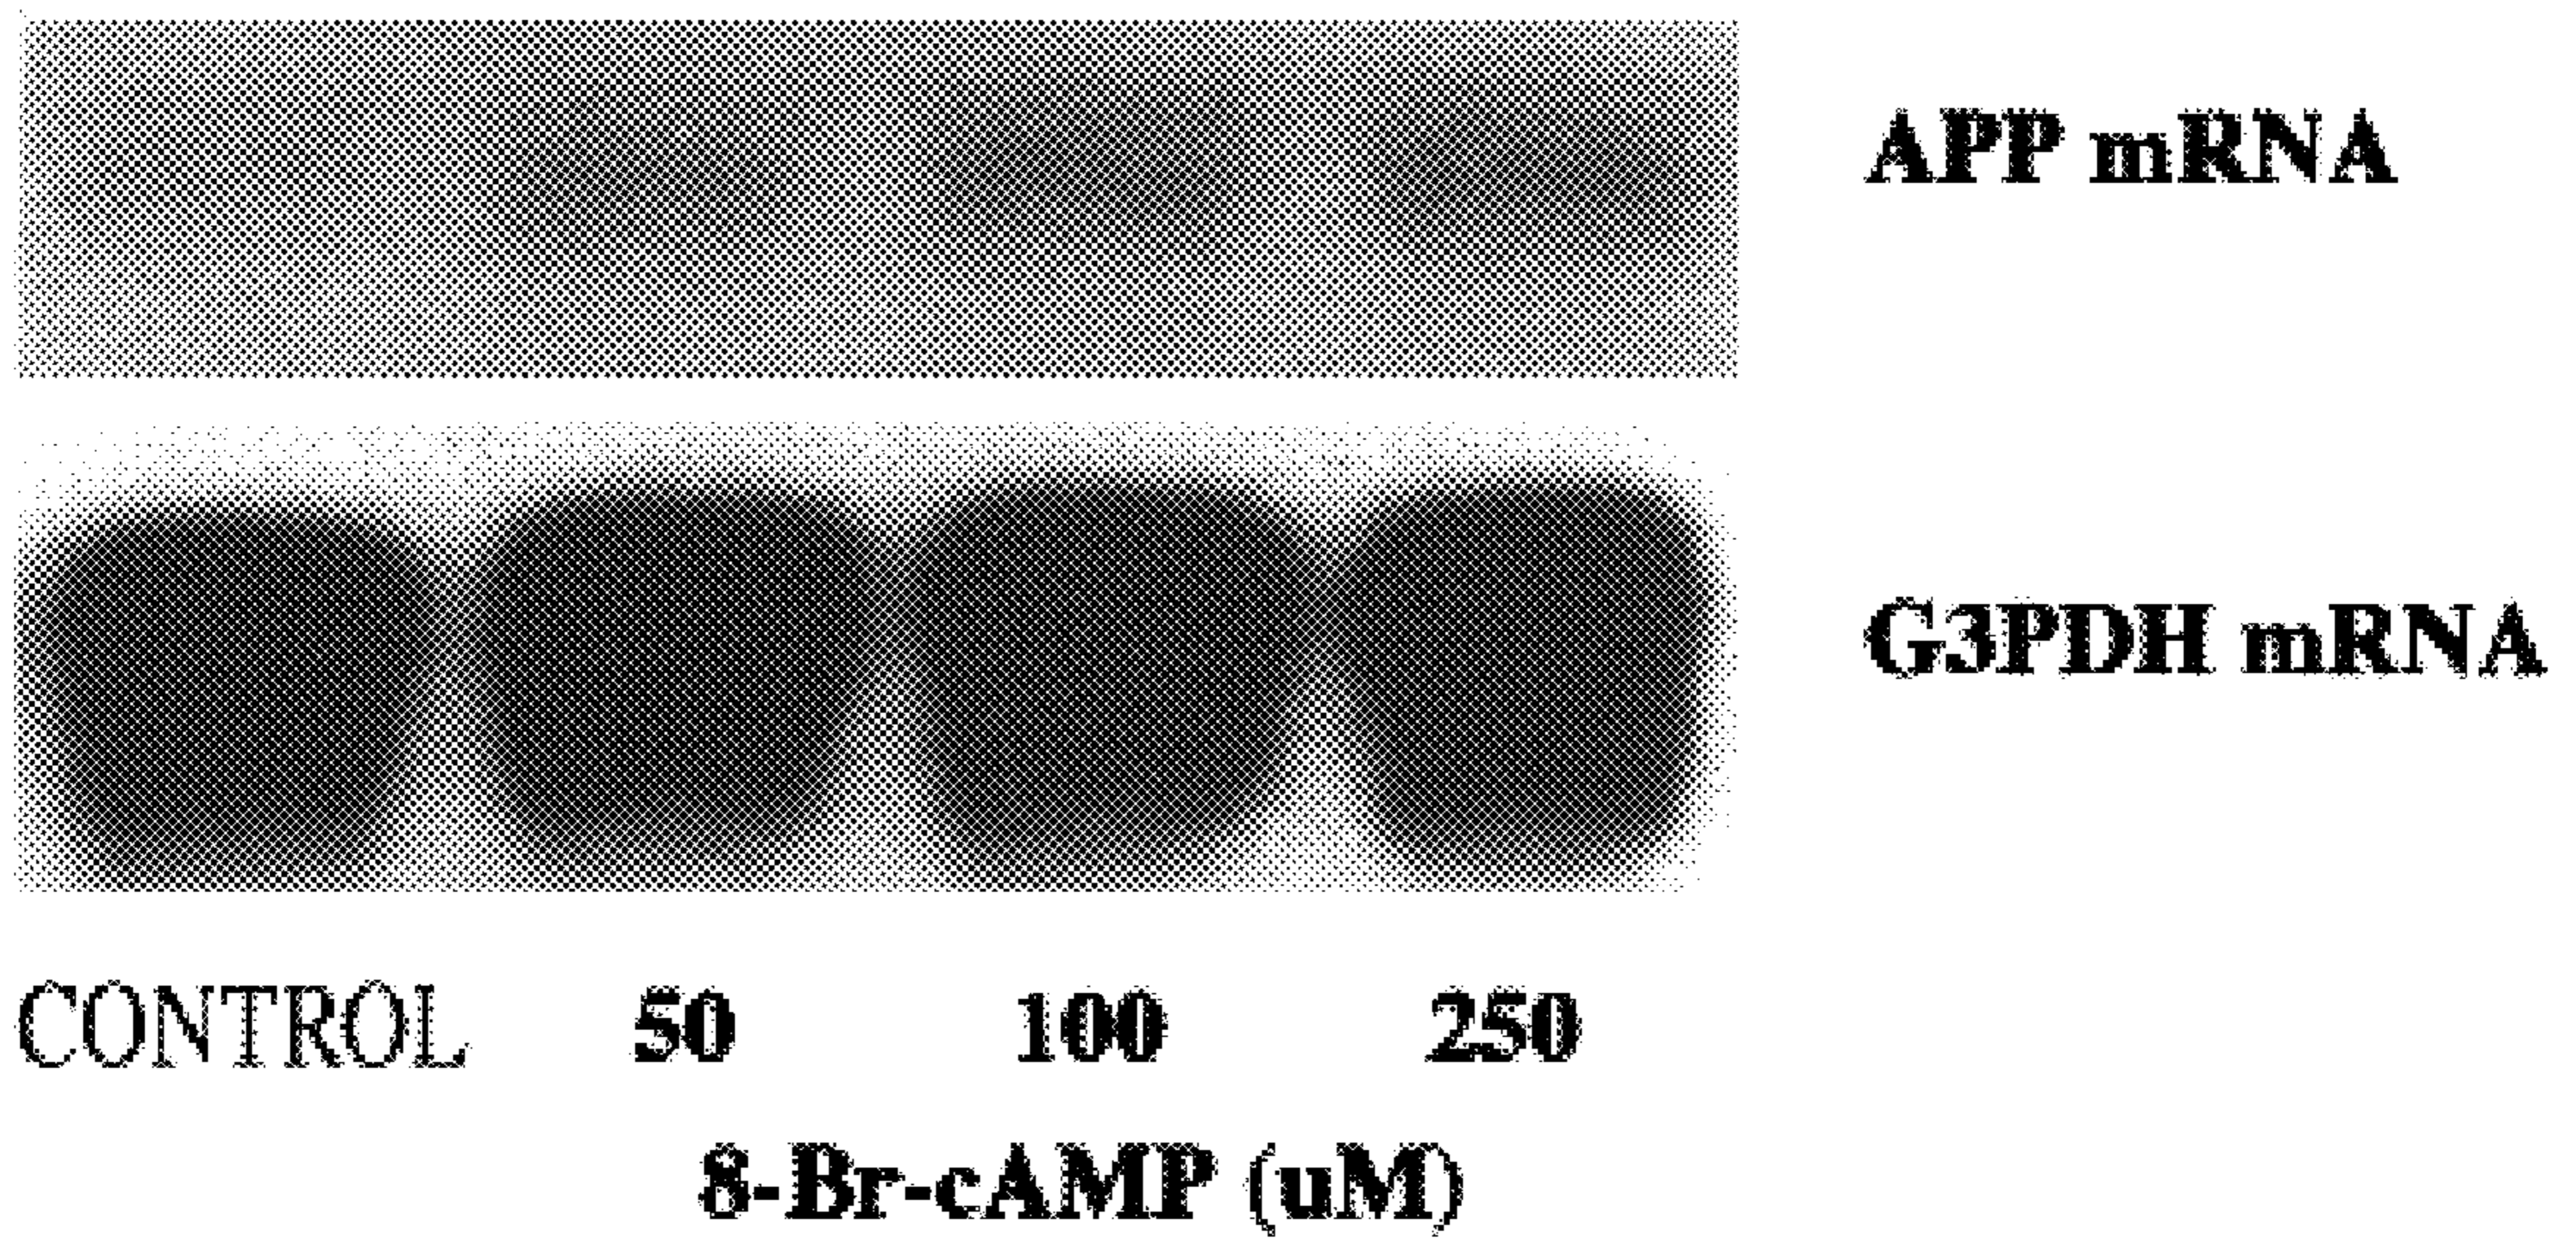 APP mRNA
G3PDH mRNA
CONTROL 50 100 250
8-Br-cAMP (uM)